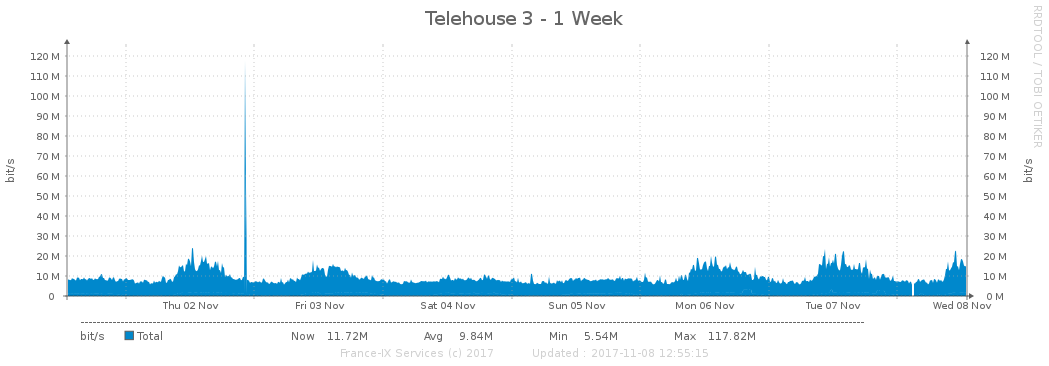 Telehouse 3 - 1 Week
RRDTOOL / TOBI OETIKER
bit/s
120 M 120 M
110 M 110 M
100 M 100 M
90 M 90 M
80 M 80 M
70 M 70 M
60 M 60 M
50 M 50 M
40 M 40 M
30 M 30 M
20 M 20 M
10 M 10 M
0 0 M
bit/s
Thu 02 Nov Fri 03 Nov Sat 04 Nov Sun 05 Nov Mon 06 Nov Tue 07 Nov Wed 08 Nov
bit/s Total Now 11.72M Avg 9.84M Min 5.54M Max 117.82M
France-IX Services (c) 2017 Updated : 2017-11-08 12:55:15